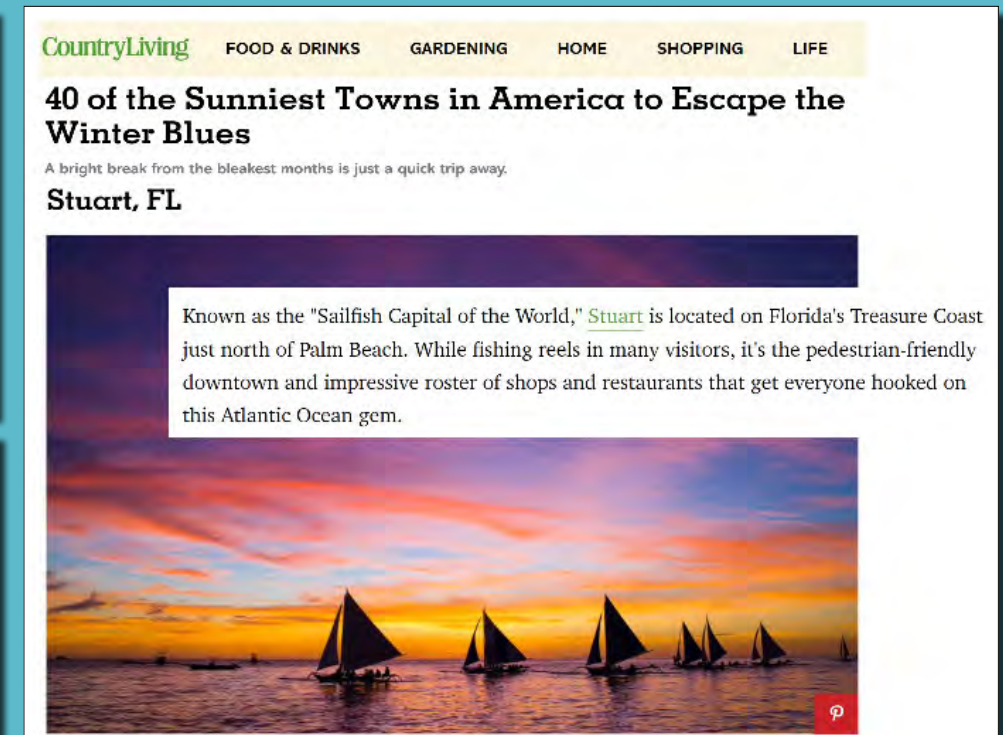 CountryLiving FOOD & DRINKS GARDENING HOME SHOPPING LIFE
40 of the Sunniest Towns in America to Escape the
Winter Blues
A bright break from the bleakest months is just a quick trip away.
Stuart, FL
Known as the "Sailfish Capital of the World," Stuart is located on Florida's Treasure Coast
just north of Palm Beach. While fishing reels in many visitors, it's the pedestrian-friendly
downtown and impressive roster of shops and restaurants that get everyone hooked on
this Atlantic Ocean gem.